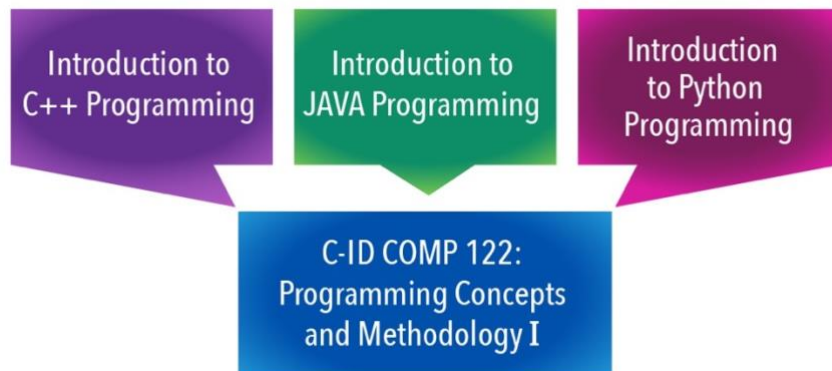 Introduction to
C++ Programming
Introduction to
JAVA Programming
Introduction
to Python
Programming
C-ID COMP 122:
Programming Concepts
and Methodology I